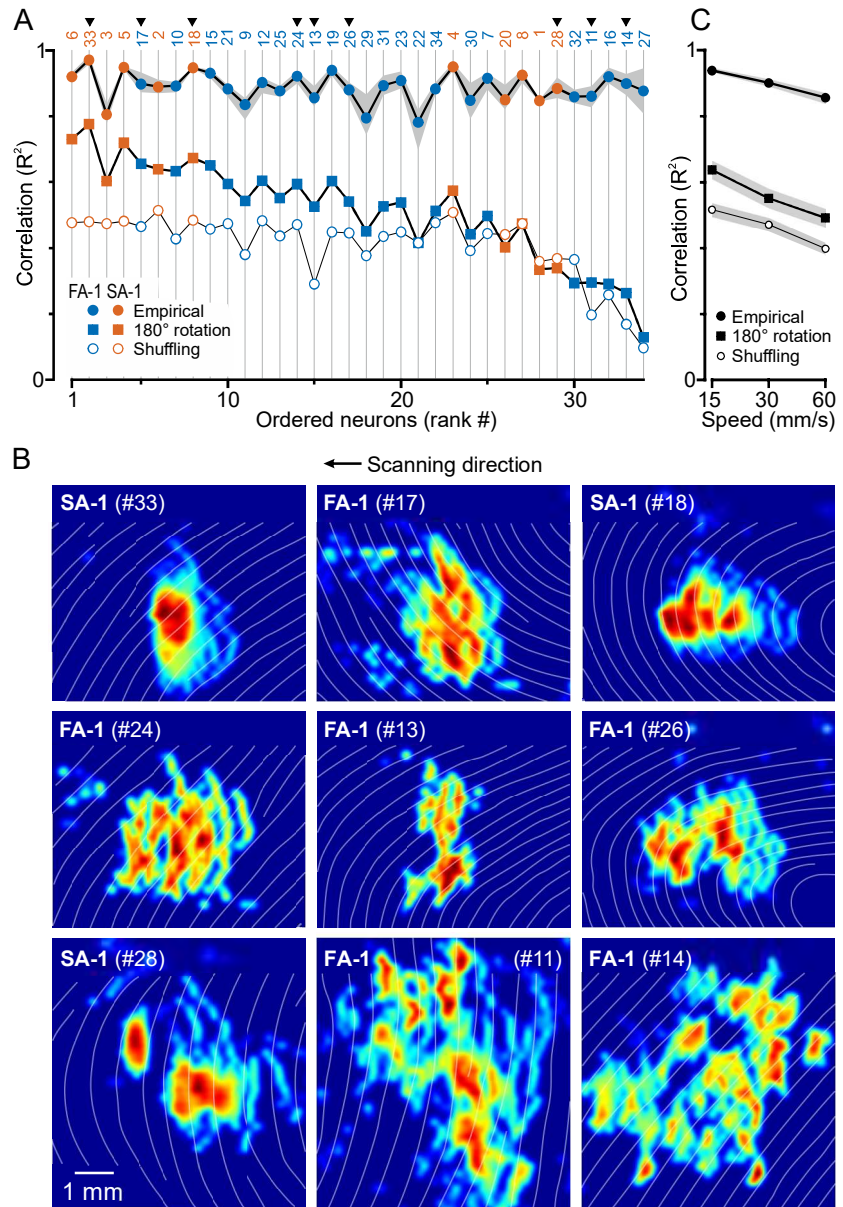 A
C
6 33 3 5 17 2 10 18 15 21 9 12 25 24 13 19 26 29 31 23 22 34 4 30 7 20 8 1 28 32 11 16 14 27
1
1
Correlation (R²)
Correlation (R²)
FA-1 SA-1
Empirical
180° rotation
Shuffling
Empirical
180° rotation
Shuffling
0
0
1 10 20 30
15 30 60
Ordered neurons (rank #)
Speed (mm/s)
B
Scanning direction
SA-1 (#33)
FA-1 (#17)
SA-1 (#18)
FA-1 (#24)
FA-1 (#13)
FA-1 (#26)
SA-1 (#28)
FA-1 (#11)
FA-1 (#14)
1 mm